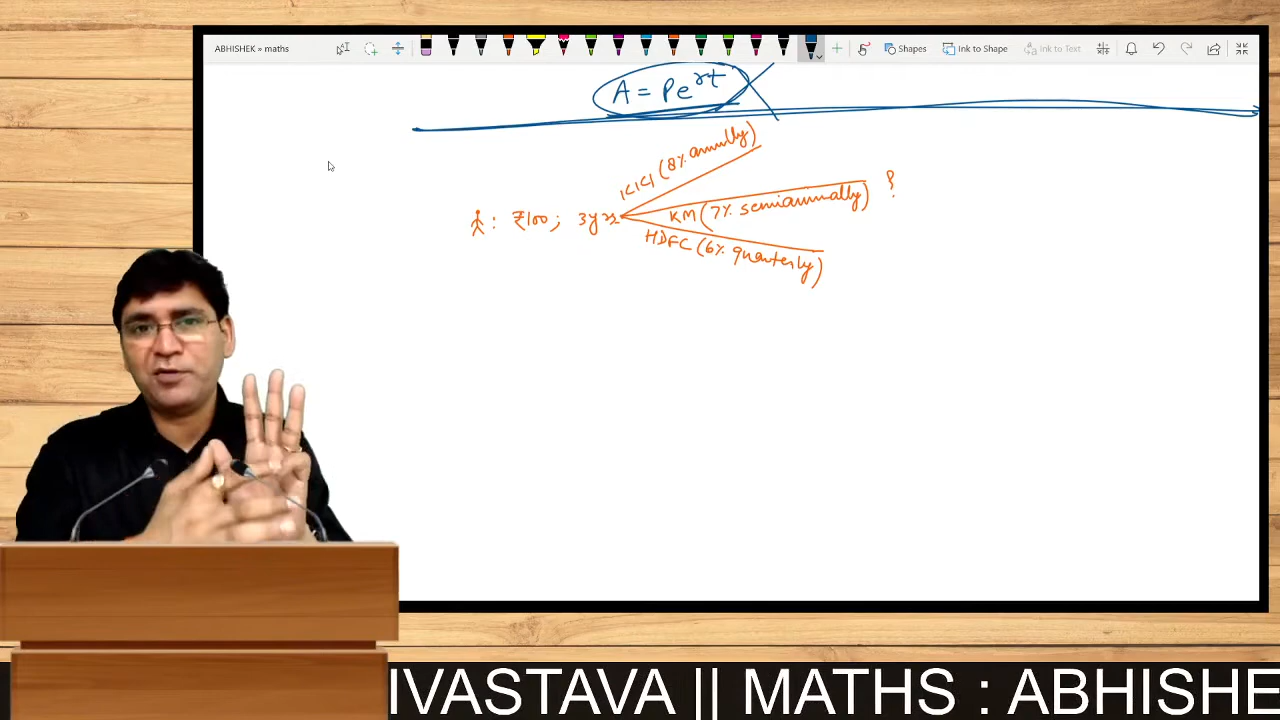 ABHISHEK » maths
Shapes
Ink to Shape
Ink to Text
A = Pe^rt
ICICI (8% annully)
KM (7% semiannually) ?
: ₹100; 3yrs
HDFC (6% quarterly)
IVASTAVA || MATHS : ABHISHE